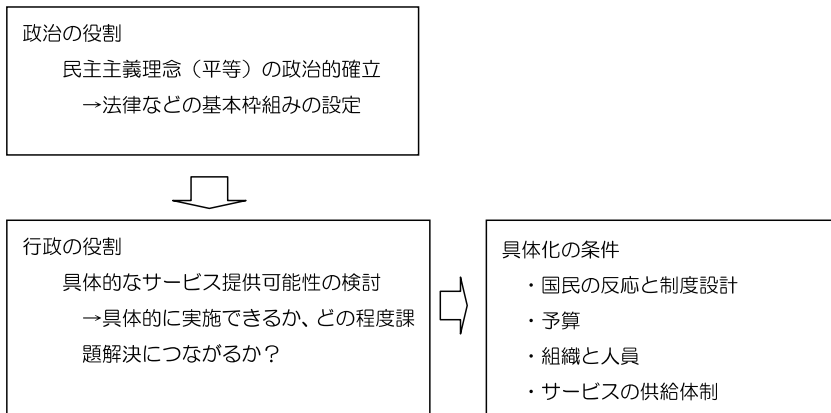 政治の役割
民主主義理念（平等）の政治的確立
→法律などの基本枠組みの設定
行政の役割
具体的なサービス提供可能性の検討
→具体的に実施できるか、どの程度課
題解決につながるか？
具体化の条件
・国民の反応と制度設計
・予算
・組織と人員
・サービスの供給体制